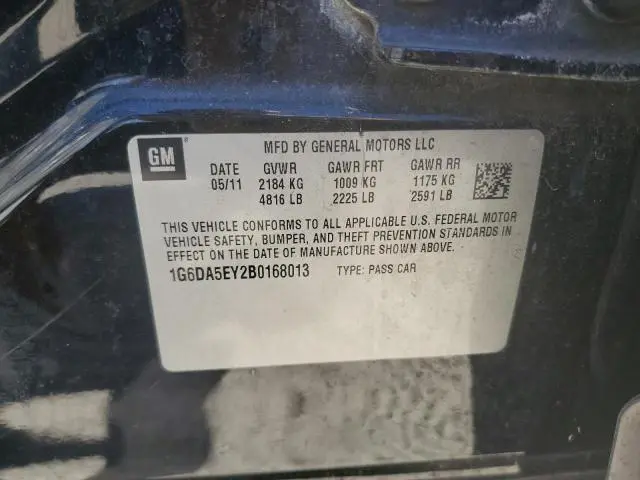 GM
MFD BY GENERAL MOTORS LLC
DATE GVWR GAWR FRT GAWR RR
05/11 2184 KG 1009 KG 1175 KG
4816 LB 2225 LB 2591 LB
THIS VEHICLE CONFORMS TO ALL APPLICABLE U.S. FEDERAL MOTOR
VEHICLE SAFETY, BUMPER, AND THEFT PREVENTION STANDARDS IN
EFFECT ON THE DATE OF MANUFACTURE SHOWN ABOVE.
1G6DA5EY2B0168013 TYPE: PASS CAR